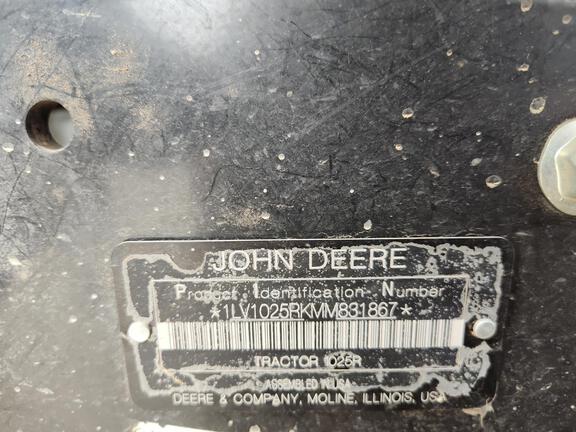 JOHN DEERE
Product Identification Number
*1LV1025RKMM831867*
TRACTOR 1025R
ASSEMBLED IN USA
DEERE & COMPANY, MOLINE, ILLINOIS, USA